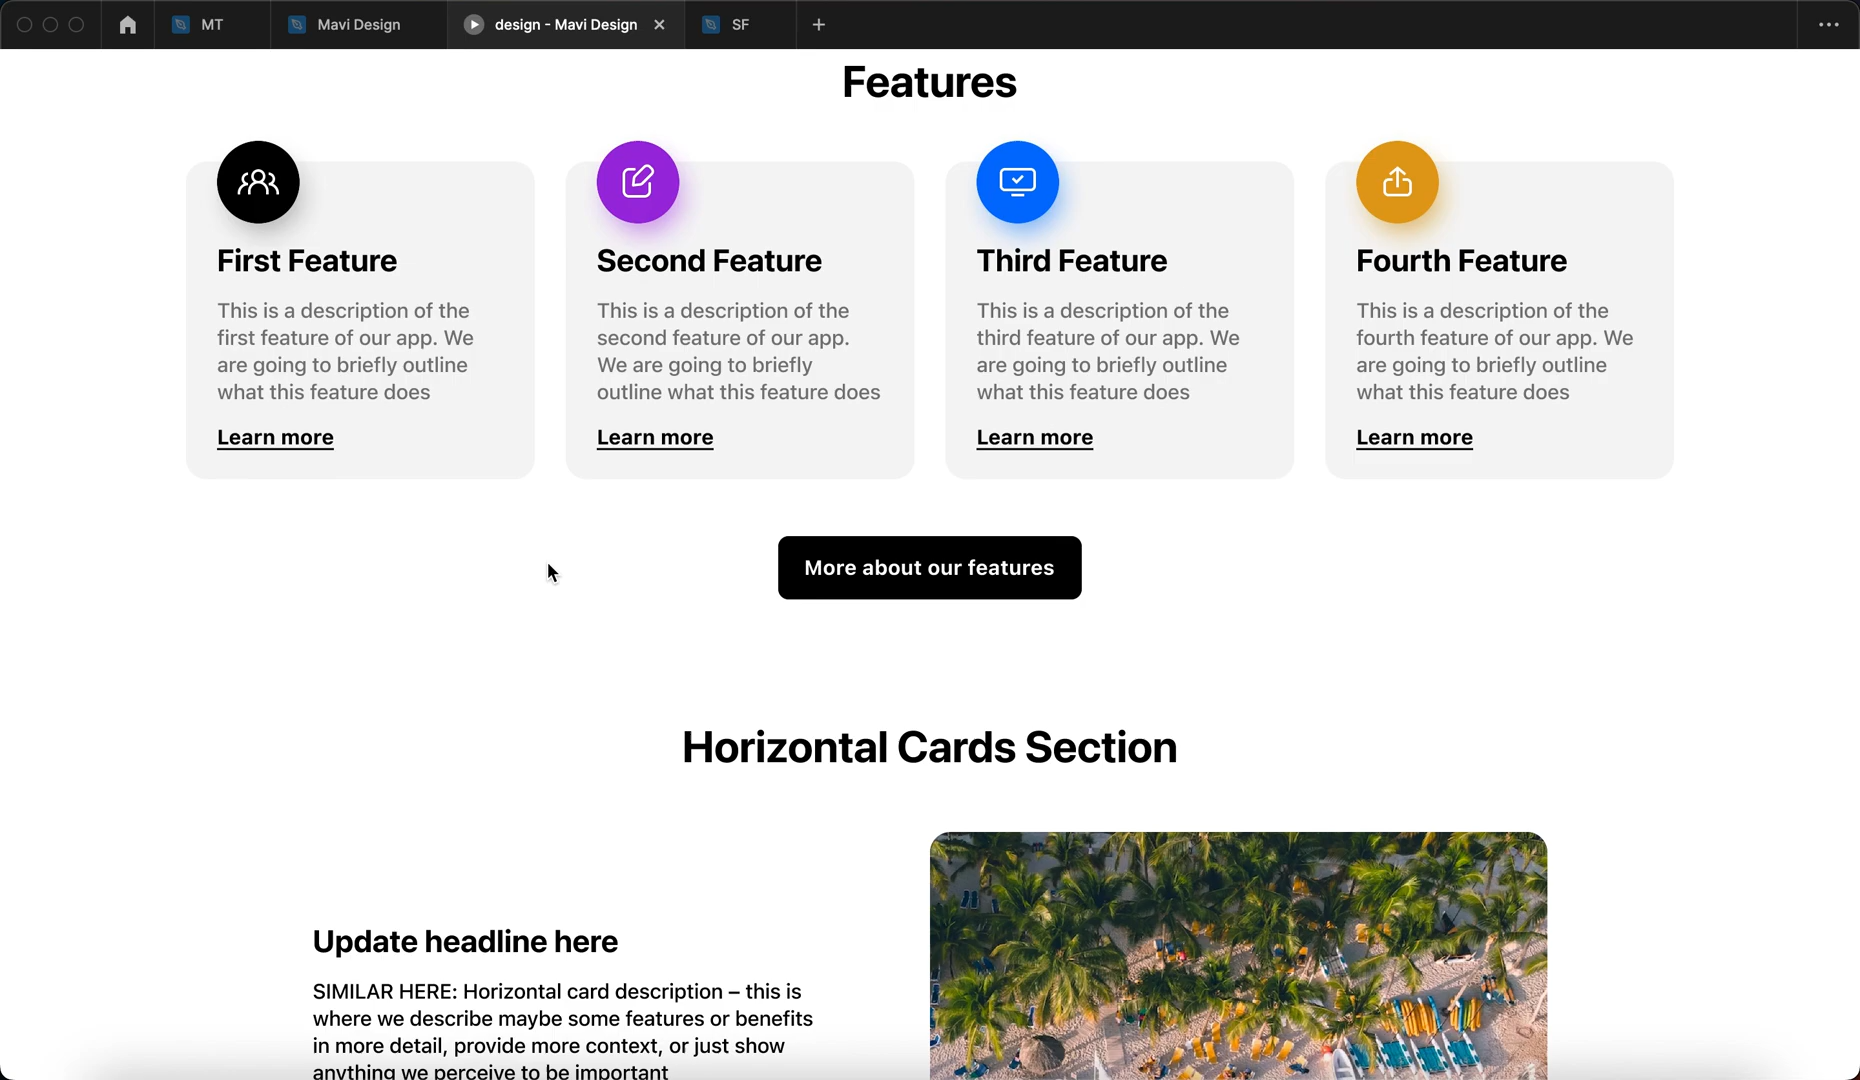 MT
Mavi Design
design - Mavi Design
SF
Features
First Feature
This is a description of the
first feature of our app. We
are going to briefly outline
what this feature does
Learn more
Second Feature
This is a description of the
second feature of our app.
We are going to briefly
outline what this feature does
Learn more
Third Feature
This is a description of the
third feature of our app. We
are going to briefly outline
what this feature does
Learn more
Fourth Feature
This is a description of the
fourth feature of our app. We
are going to briefly outline
what this feature does
Learn more
More about our features
Horizontal Cards Section
Update headline here
SIMILAR HERE: Horizontal card description – this is
where we describe maybe some features or benefits
in more detail, provide more context, or just show
anything we perceive to be important